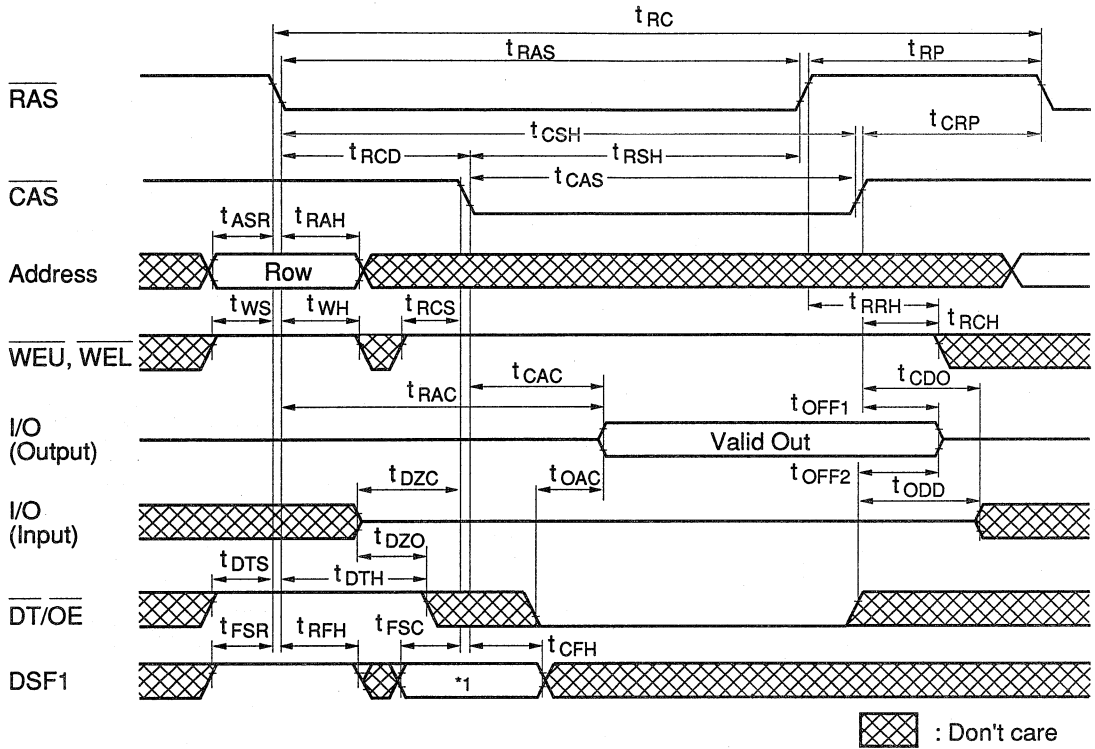 tRC
tRAS tRP
RAS
tCSH tCRP
tRCD tRSH
tCAS
CAS
tASR tRAH
Address Row
tWS tWH tRCS tRRH tRCH
WEU, WEL
tCAC tCDO
tRAC tOFF1
I/O
(Output) Valid Out
tDZC tOAC tOFF2 tODD
I/O
(Input)
tDZO
tDTS tDTH
DT/OE
tFSR tRFH tFSC tCFH
DSF1 *1
: Don't care